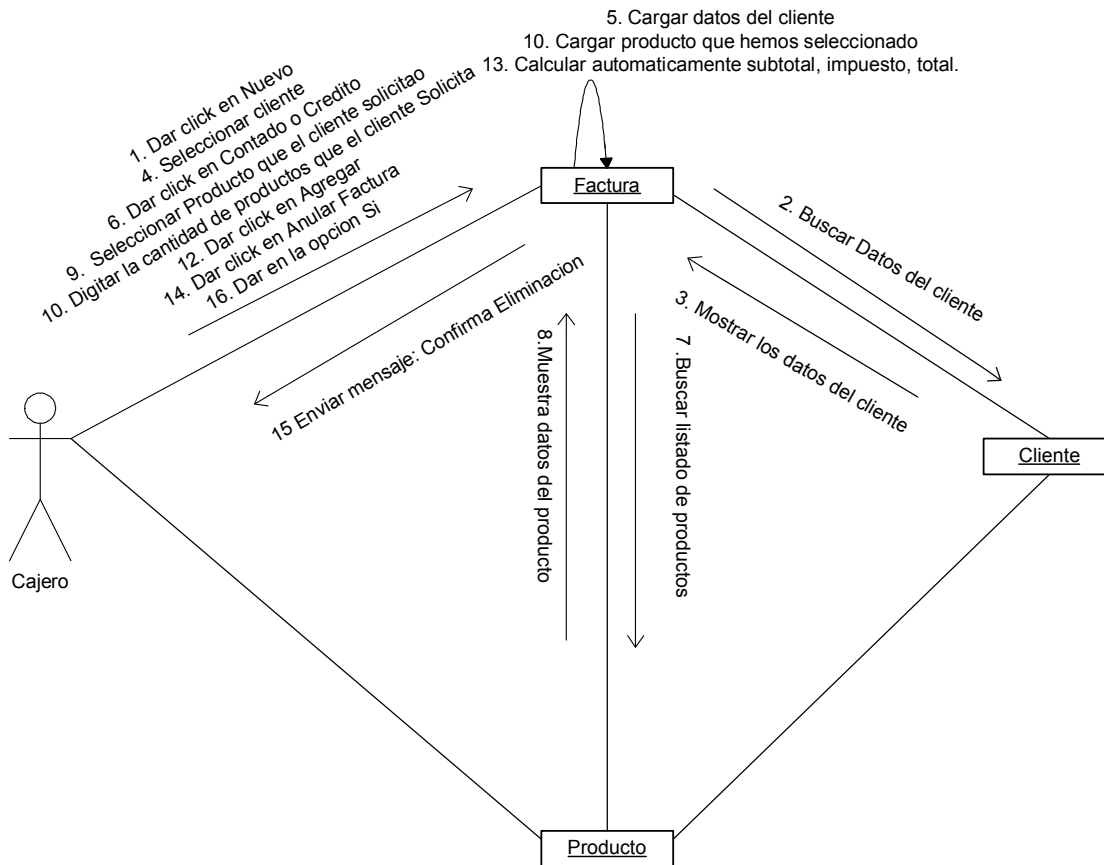 5. Cargar datos del cliente
10. Cargar producto que hemos seleccionado
13. Calcular automaticamente subtotal, impuesto, total.
1. Dar click en Nuevo
4. Seleccionar cliente
6. Dar click en Contado o Credito
9. Seleccionar Producto que el cliente solicitao
10. Digitar la cantidad de productos que el cliente Solicita
12. Dar click en Agregar
14. Dar click en Anular Factura
16. Dar en la opcion Si
Factura
2. Buscar Datos del cliente
3. Mostrar los datos del cliente
15 Enviar mensaje: Confirma Eliminacion
8.Muestra datos del producto
7 .Buscar listado de productos
Cliente
Cajero
Producto